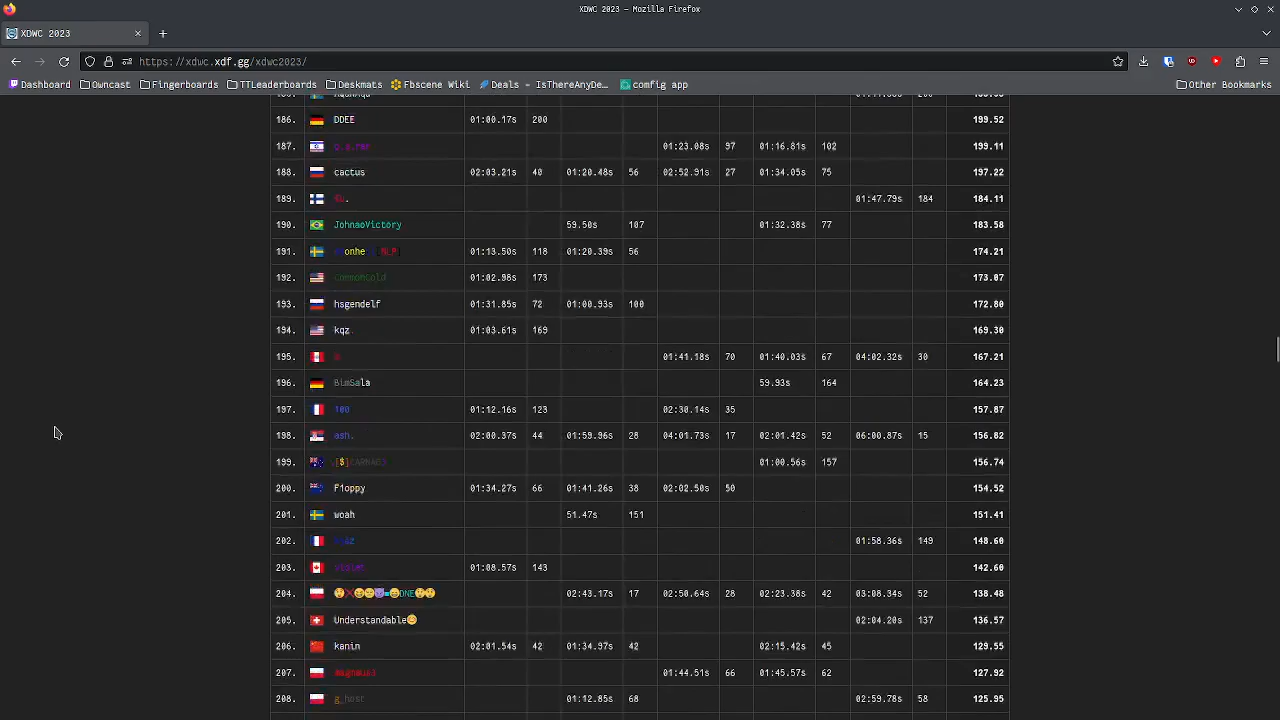 XDWC 2023 — Mozilla Firefox
XDWC 2023
https://xdwc.xdf.gg/xdwc2023/
Dashboard Owncast Fingerboards TTLeaderboards Deskmats Fbscene Wiki Deals - IsThereAnyDe… comfig app Other Bookmarks
186. DDEE 01:00.17s 200 199.52
187. 01:23.08s 97 01:16.81s 102 199.11
188. cactus 02:03.21s 40 01:20.48s 56 02:52.91s 27 01:34.05s 75 197.22
189. 01:47.79s 184 184.11
190. JohnaoVictory 59.50s 107 01:32.38s 77 183.58
191. onhe [NLP] 01:13.50s 118 01:20.39s 56 174.21
192. CommonCold 01:02.98s 173 173.07
193. hsgendelf 01:31.85s 72 01:00.93s 100 172.80
194. kqz. 01:03.61s 169 169.30
195. 01:41.18s 70 01:40.03s 67 04:02.32s 30 167.21
196. BlmSala 59.93s 164 164.23
197. 100 01:12.16s 123 02:30.14s 35 157.87
198. ash. 02:00.37s 44 01:59.96s 28 04:01.73s 17 02:01.42s 52 06:00.87s 15 156.82
199. [$]CARNAG3 01:00.56s 157 156.74
200. F1oppy 01:34.27s 66 01:41.26s 38 02:02.50s 50 154.52
201. woah 51.47s 151 151.41
202. 01:58.36s 149 148.60
203. violet 01:08.57s 143 142.60
204. 02:43.17s 17 02:50.64s 28 02:23.38s 42 03:08.34s 52 138.48
205. Understandable😊 02:04.20s 137 136.57
206. kanin 02:01.54s 42 01:34.97s 42 02:15.42s 45 129.55
207. 01:44.51s 66 01:45.57s 62 127.92
208. g_host 01:12.85s 68 02:59.78s 58 125.95